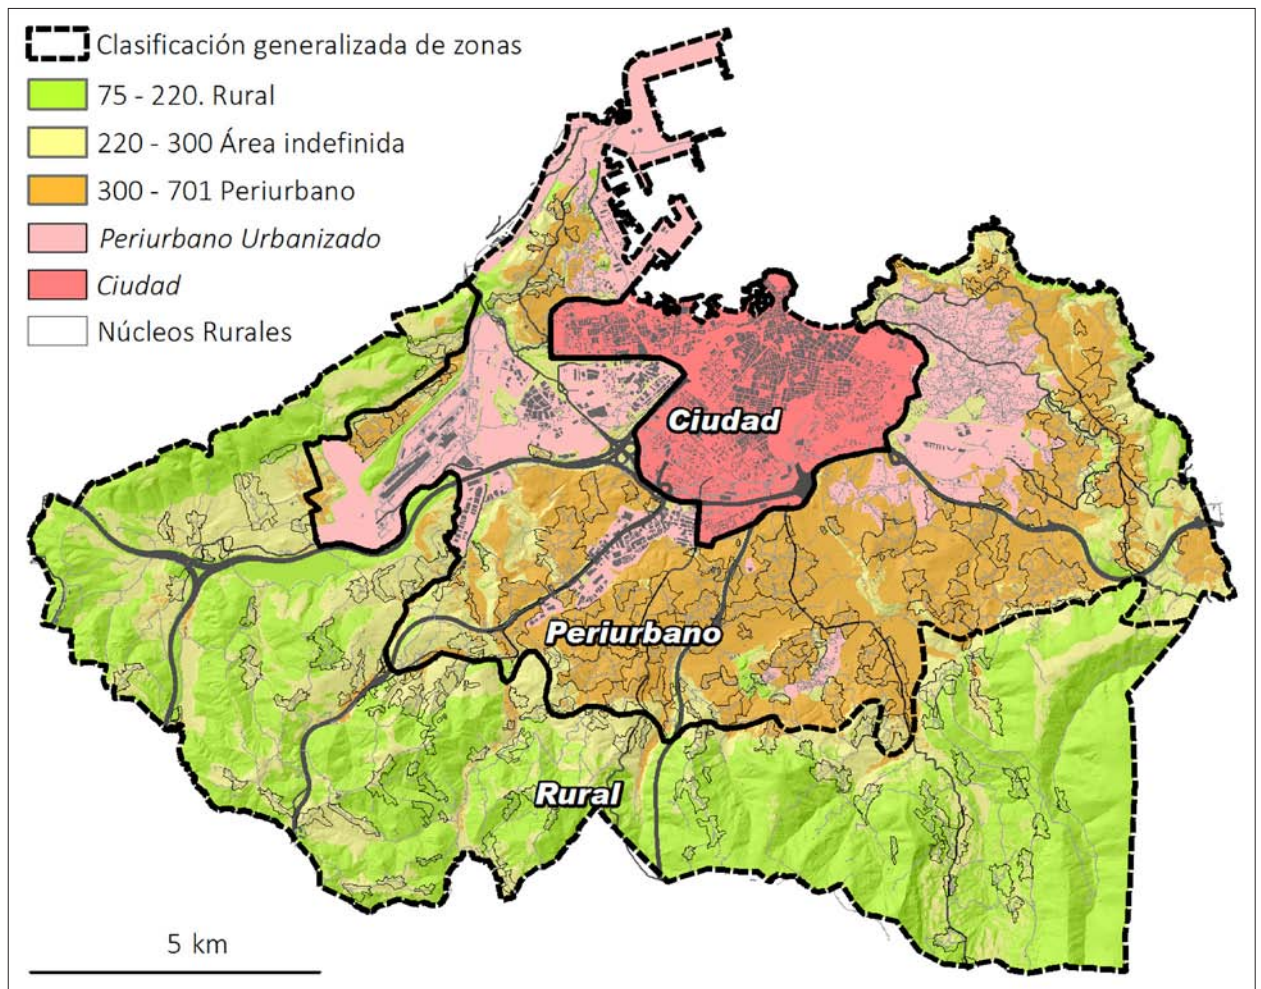 Clasificación generalizada de zonas
75 - 220. Rural
220 - 300 Área indefinida
300 - 701 Periurbano
Periurbano Urbanizado
Ciudad
Núcleos Rurales
Ciudad
Periurbano
Rural
5 km